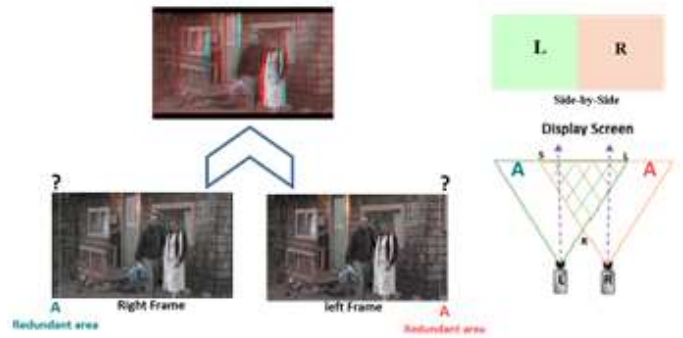 L R
Side-by-Side
Display Screen
A S L A
K
L R
? ?
Right Frame left Frame
A A
Redundant area Redundant area